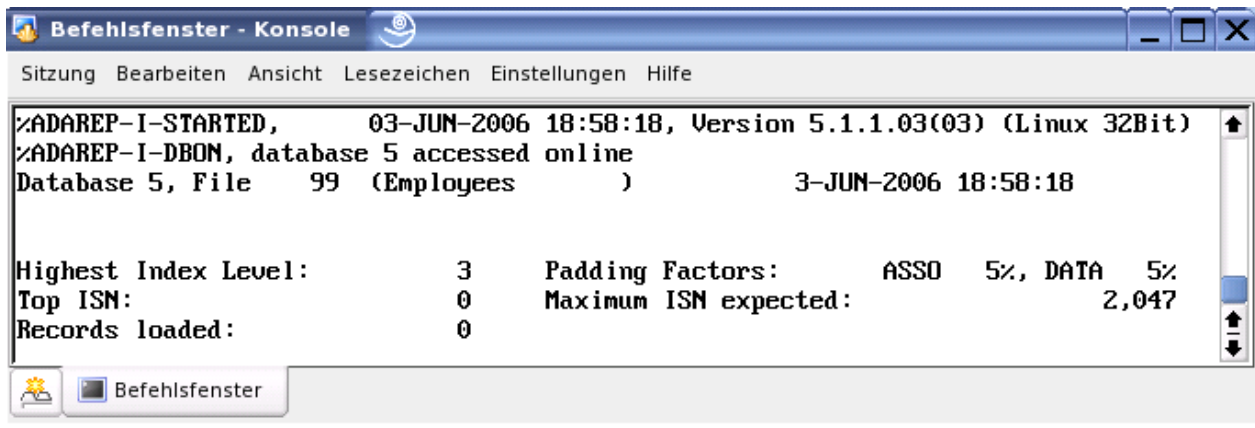 Befehlsfenster - Konsole
Sitzung Bearbeiten Ansicht Lesezeichen Einstellungen Hilfe
%ADAREP-I-STARTED,      03-JUN-2006 18:58:18, Version 5.1.1.03(03) (Linux 32Bit)
%ADAREP-I-DBON, database 5 accessed online
Database 5, File    99  (Employees       )              3-JUN-2006 18:58:18
Highest Index Level:            3      Padding Factors:       ASSO   5%, DATA   5%
Top ISN:                        0      Maximum ISN expected:                2,047
Records loaded:                 0
Befehlsfenster